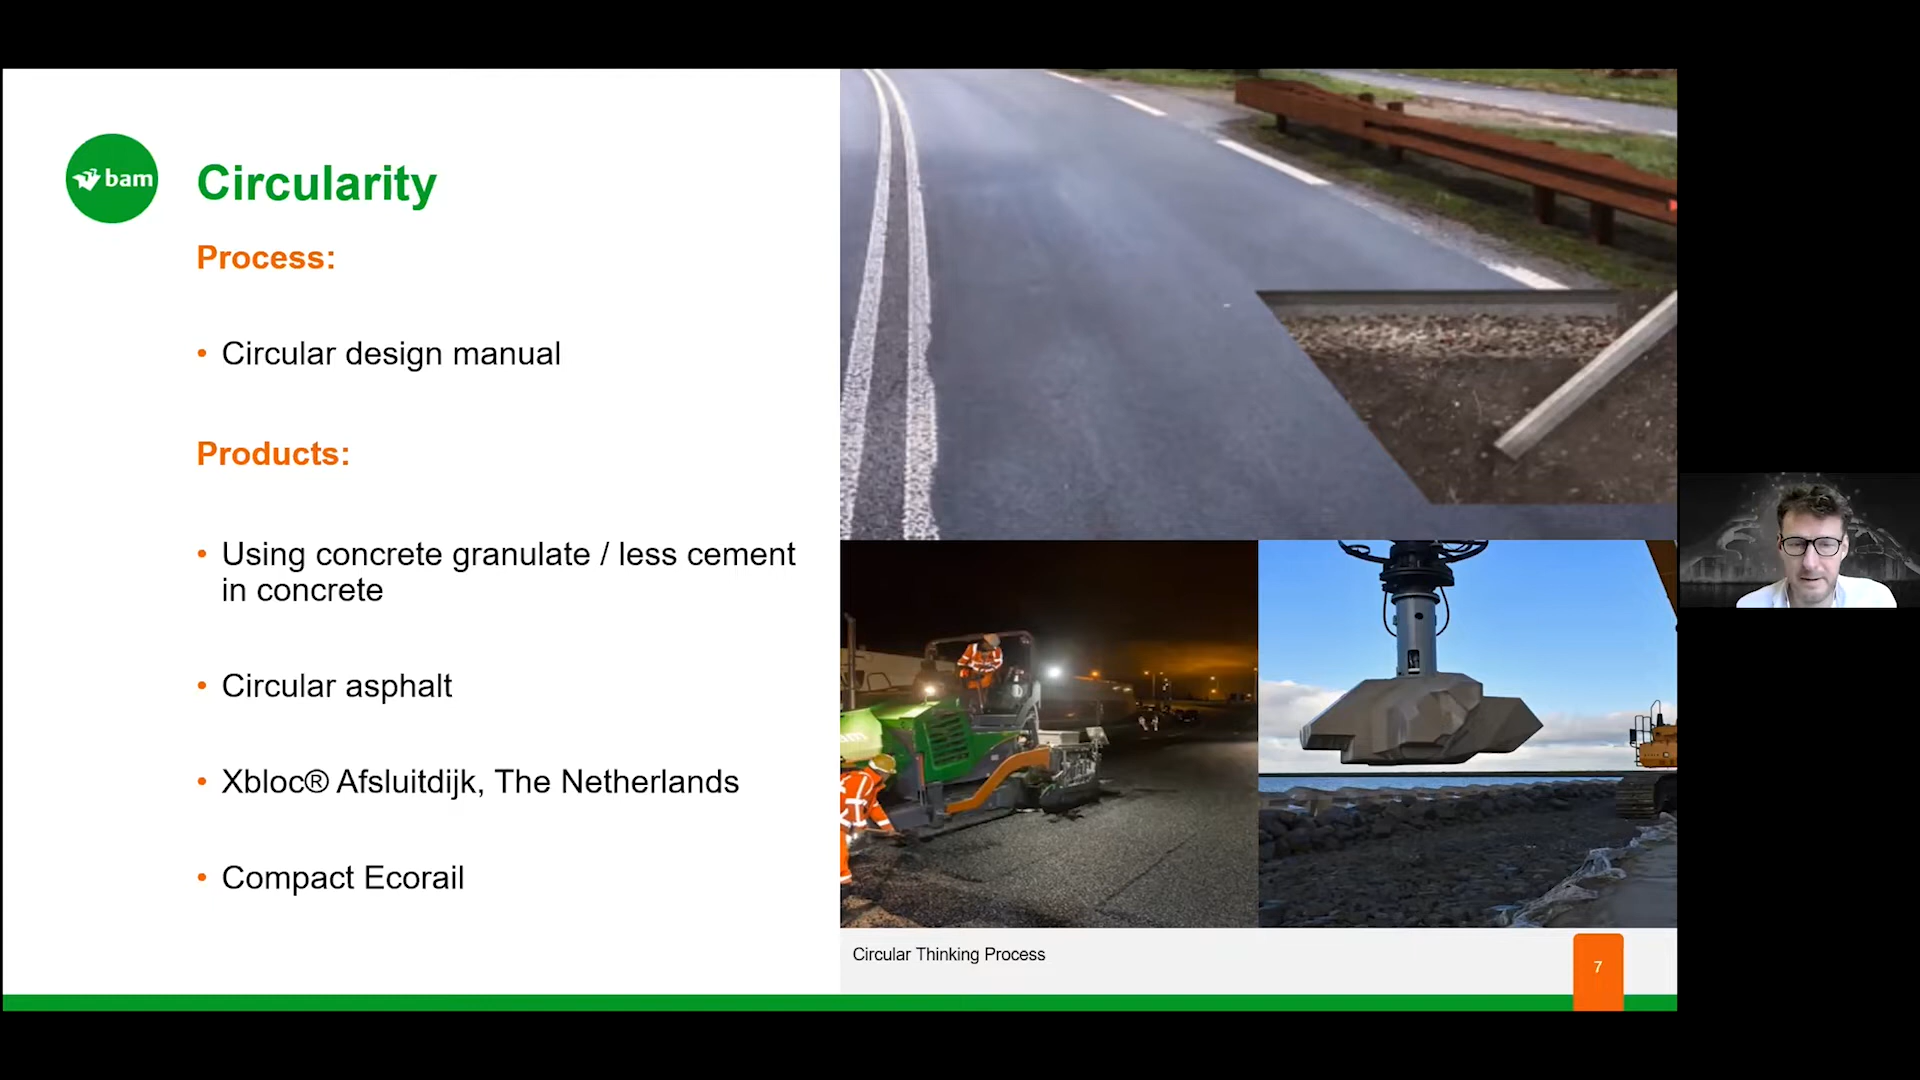 bam
Circularity
Process:
• Circular design manual
Products:
• Using concrete granulate / less cement
in concrete
• Circular asphalt
• Xbloc® Afsluitdijk, The Netherlands
• Compact Ecorail
Circular Thinking Process
7